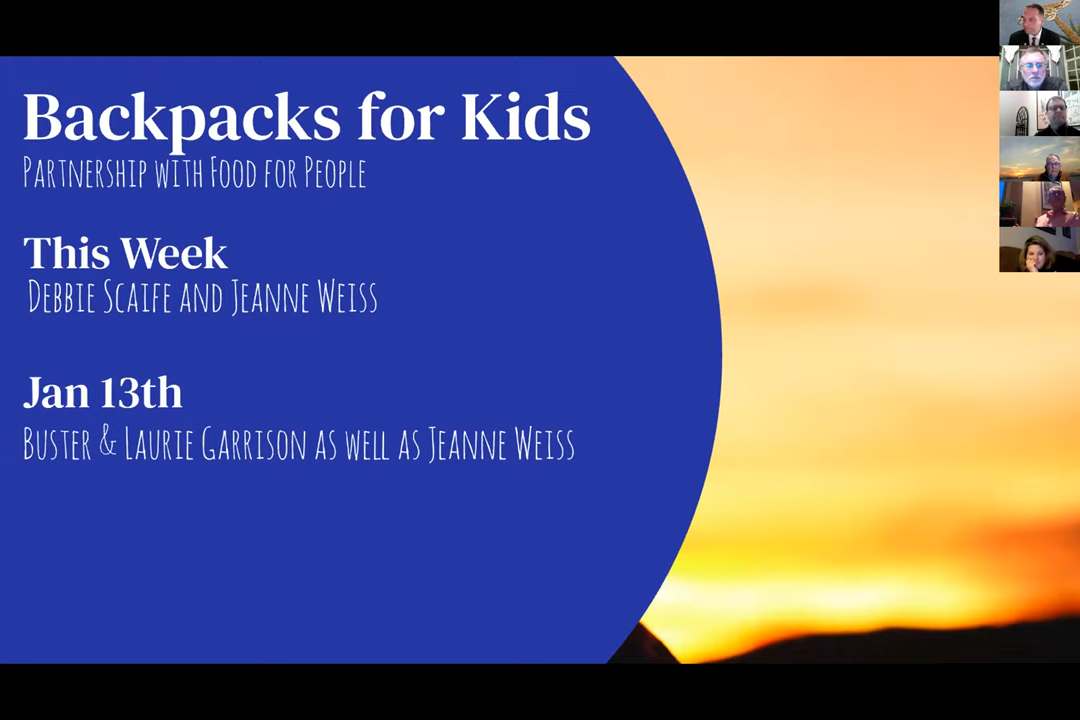 Backpacks for Kids
Partnership with Food for People
This Week
Debbie Scaife and Jeanne Weiss
Jan 13th
Buster & Laurie Garrison as well as Jeanne Weiss